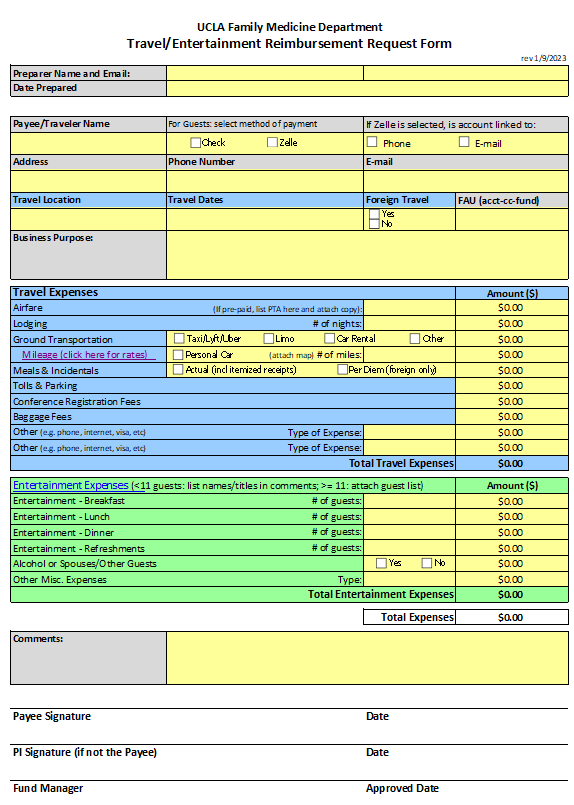 UCLA Family Medicine Department
Travel/Entertainment Reimbursement Request Form
rev 1/9/2023
Preparer Name and Email:
Date Prepared
Payee/Traveler Name For Guests: select method of payment If Zelle is selected, is account linked to:
Check Zelle Phone E-mail
Address Phone Number E-mail
Travel Location Travel Dates Foreign Travel FAU (acct-cc-fund)
Yes
No
Business Purpose:
Travel Expenses Amount ($)
Airfare (If pre-paid, list PTA here and attach copy): $0.00
Lodging # of nights: $0.00
Ground Transportation Taxi/Lyft/Uber Limo Car Rental Other $0.00
Mileage (click here for rates) Personal Car (attach map) # of miles: $0.00
Meals & Incidentals Actual (incl itemized receipts) Per Diem (foreign only) $0.00
Tolls & Parking $0.00
Conference Registration Fees $0.00
Baggage Fees $0.00
Other (e.g. phone, internet, visa, etc) Type of Expense: $0.00
Other (e.g. phone, internet, visa, etc) Type of Expense: $0.00
Total Travel Expenses $0.00
Entertainment Expenses (<11 guests: list names/titles in comments; >= 11: attach guest list) Amount ($)
Entertainment - Breakfast # of guests: $0.00
Entertainment - Lunch # of guests: $0.00
Entertainment - Dinner # of guests: $0.00
Entertainment - Refreshments # of guests: $0.00
Alcohol or Spouses/Other Guests Yes No $0.00
Other Misc. Expenses Type: $0.00
Total Entertainment Expenses $0.00
Total Expenses $0.00
Comments:
Payee Signature Date
PI Signature (if not the Payee) Date
Fund Manager Approved Date